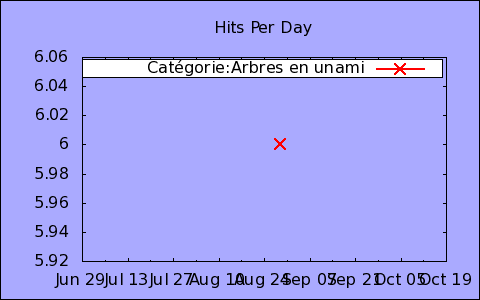 Hits Per Day
Catégorie:Arbres en unami
6.06
6.04
6.02
6
5.98
5.96
5.94
5.92
Jun 29 Jul 13 Jul 27 Aug 10 Aug 24 Sep 07 Sep 21 Oct 05 Oct 19